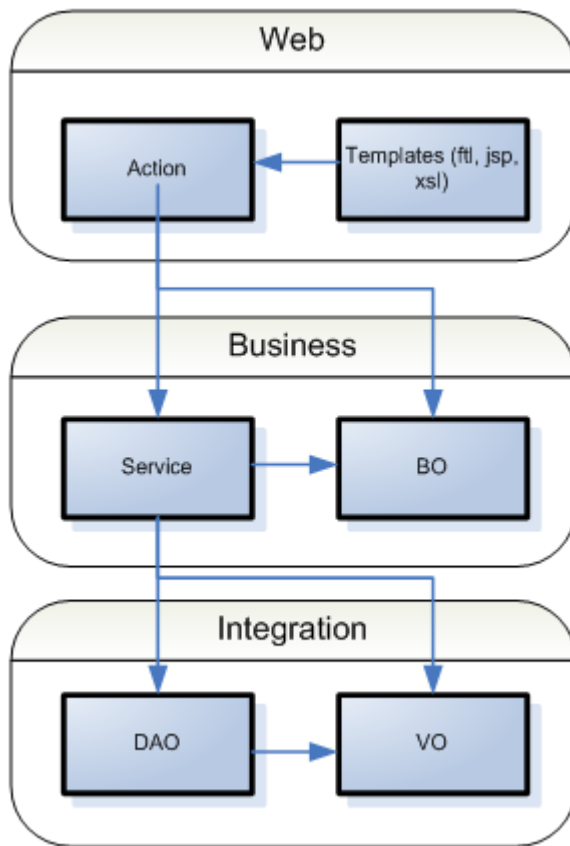 Web
Action
Templates (ftl, jsp,
xsl)
Business
Service
BO
Integration
DAO
VO